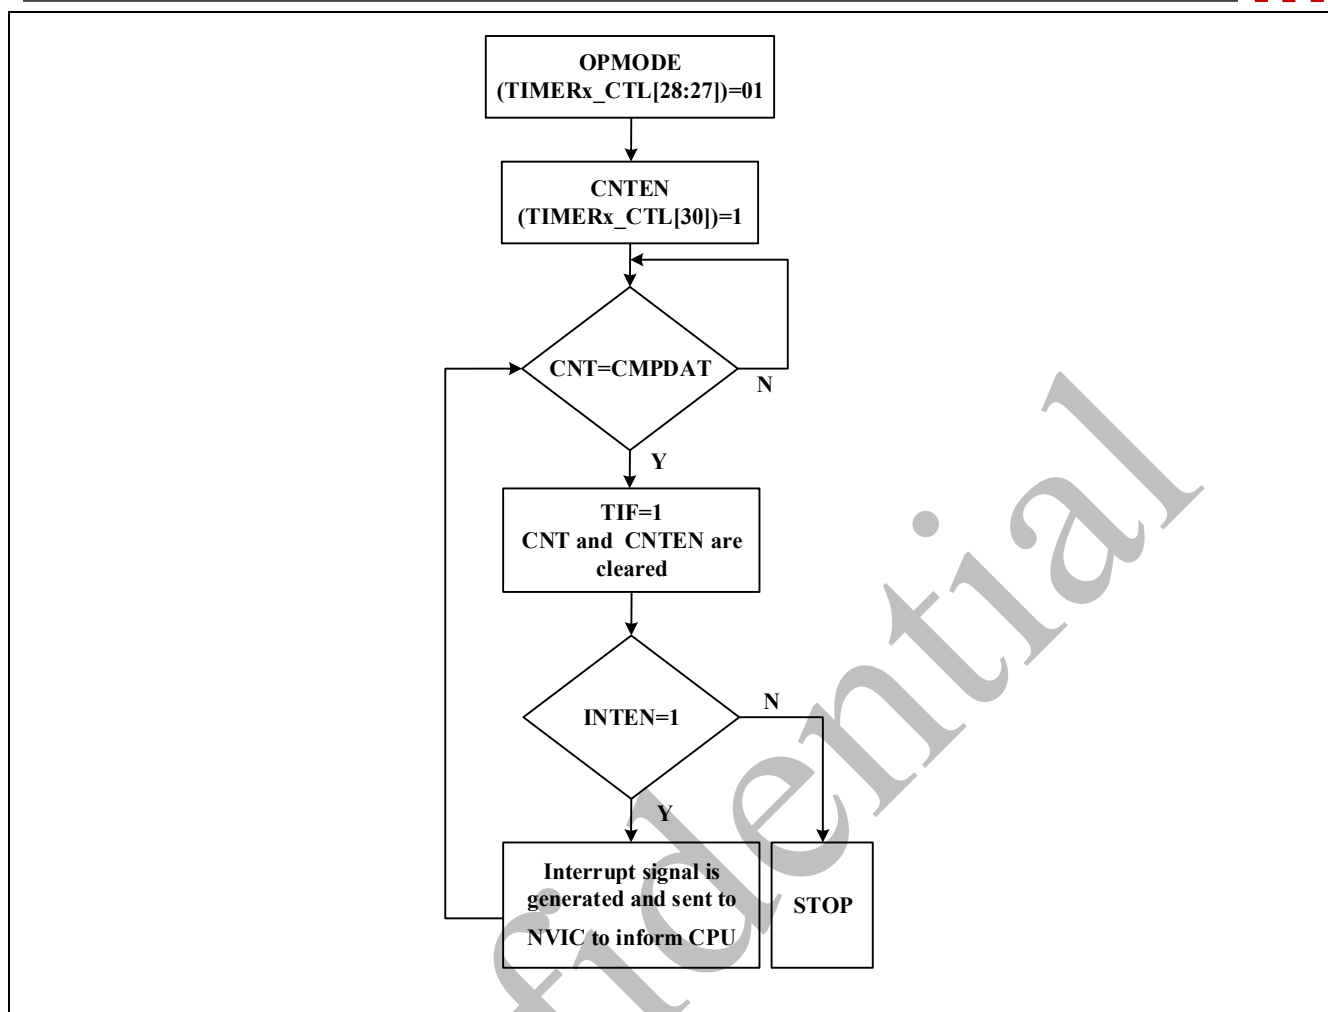 OPMODE
(TIMERx_CTL[28:27])=01
CNTEN
(TIMERx_CTL[30])=1
CNT=CMPDAT
N
Y
TIF=1
CNT and CNTEN are
cleared
INTEN=1
N
Y
Interrupt signal is
generated and sent to
NVIC to inform CPU
STOP
fidential